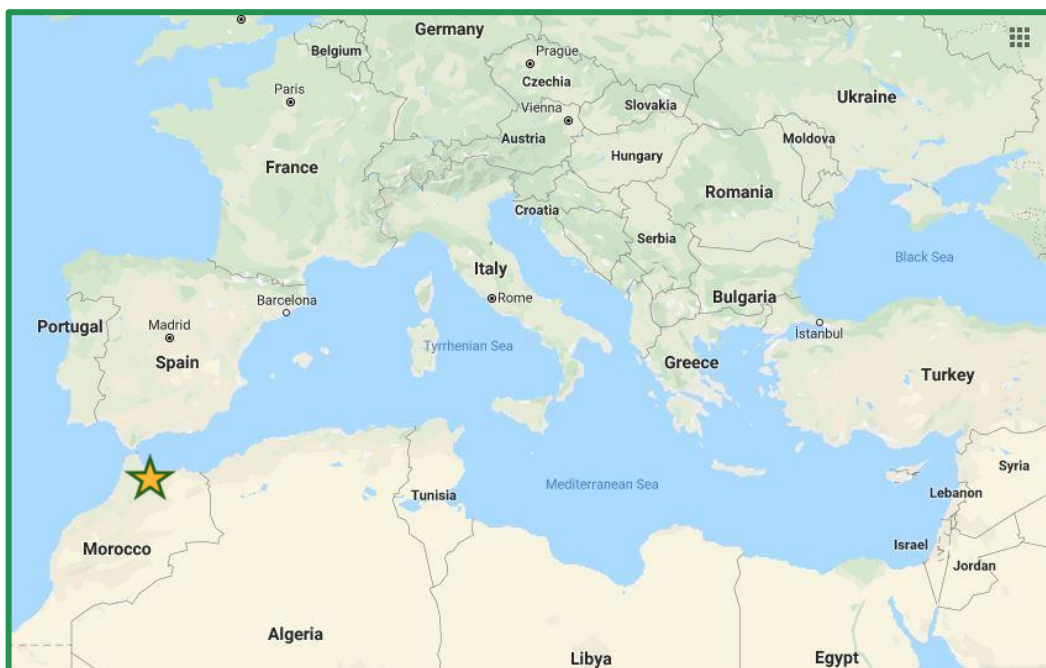 Germany
Belgium
Prague
Czechia
Paris
Slovakia
Ukraine
Vienna
Austria
Moldova
Hungary
France
Romania
Croatia
Serbia
Black Sea
Italy
Barcelona
Rome
Bulgaria
Portugal
Madrid
İstanbul
Tyrrhenian Sea
Spain
Greece
Turkey
Syria
Mediterranean Sea
Tunisia
Lebanon
Morocco
Israel
Jordan
Algeria
Libya
Egypt